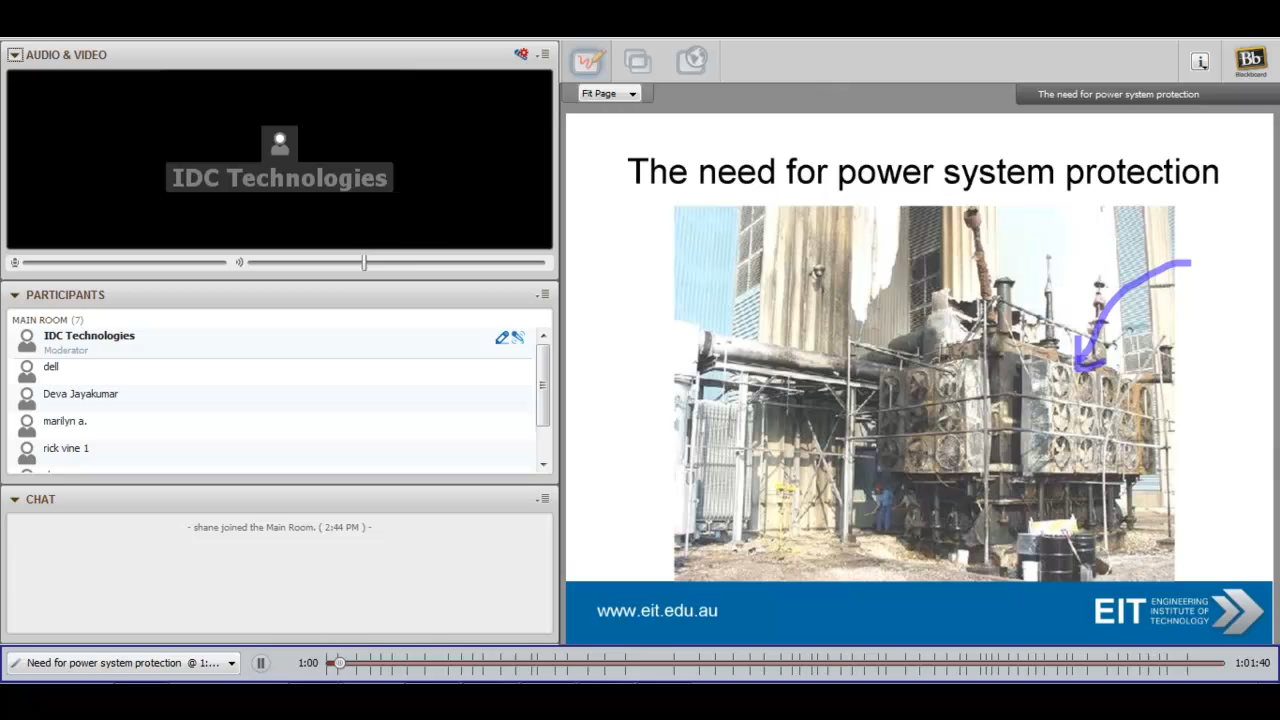 AUDIO & VIDEO
IDC Technologies
PARTICIPANTS
MAIN ROOM (7)
IDC Technologies
Moderator
dell
Deva Jayakumar
marilyn a.
rick vine 1
CHAT
- shane joined the Main Room. ( 2:44 PM ) -
Fit Page
i
Bb
Blackboard
The need for power system protection
The need for power system protection
www.eit.edu.au
EIT
ENGINEERING
INSTITUTE OF
TECHNOLOGY
Need for power system protection @ 1:...
1:00
1:01:40